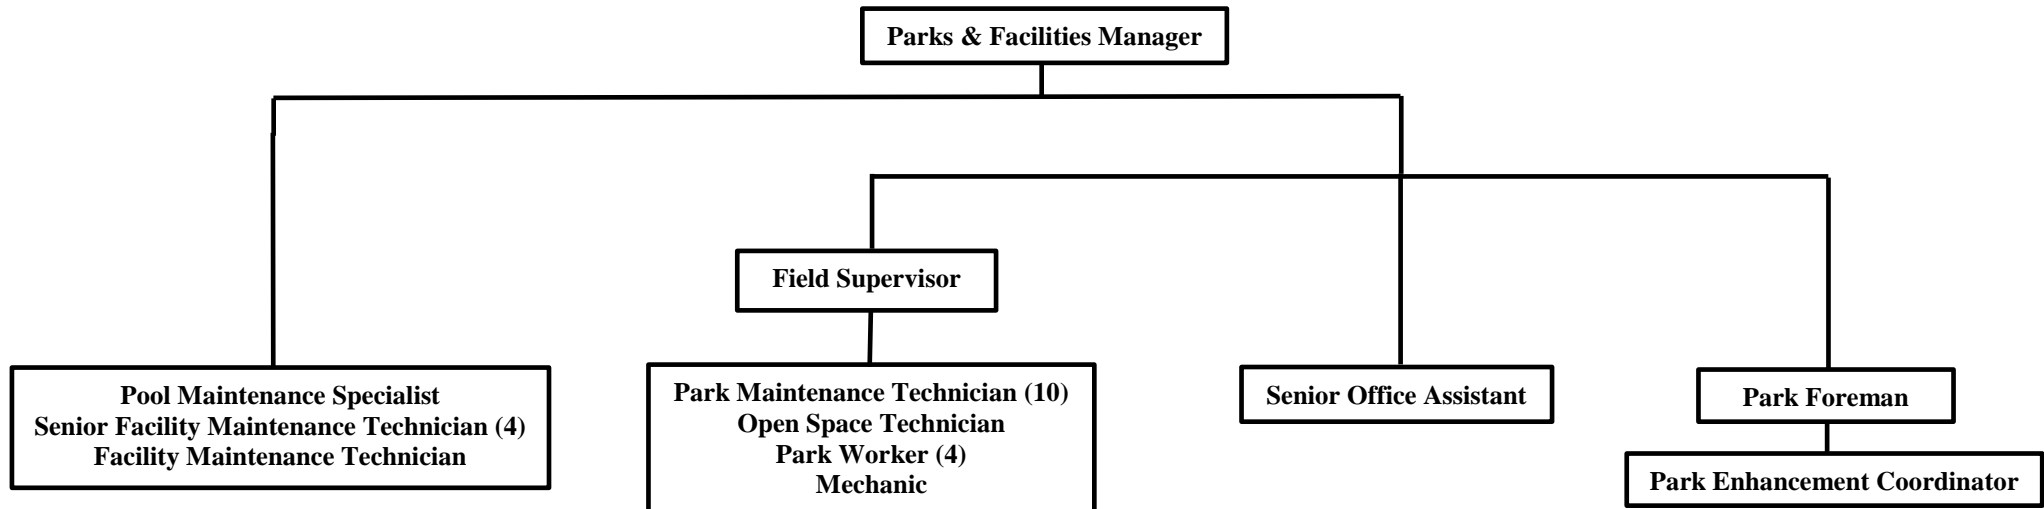 Parks & Facilities Manager
Field Supervisor
Pool Maintenance Specialist
Senior Facility Maintenance Technician (4)
Facility Maintenance Technician
Park Maintenance Technician (10)
Open Space Technician
Park Worker (4)
Mechanic
Senior Office Assistant
Park Foreman
Park Enhancement Coordinator